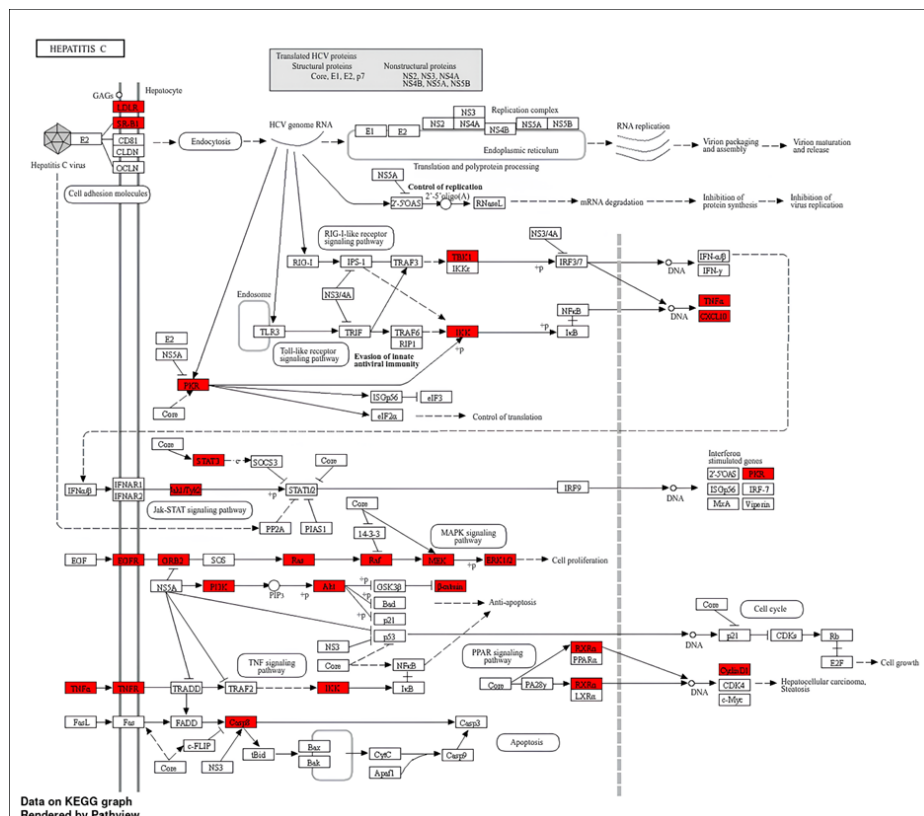 HEPATITIS C
Translated HCV proteins
Structural proteins Nonstructural proteins
Core, E1, E2, p7 NS2, NS3, NS4A
NS4B, NS5A, NS5B
GAGs Hepatocyte
LDLR
SR-B1
E2 CD81
CLDN
OCLN
Hepatitis C virus
Cell adhesion molecules
Endocytosis
HCV genome RNA
NS3 Replication complex
E1 E2 NS2 NS4A NS4B NS5A NS5B
Endoplasmic reticulum
Translation and polyprotein processing
RNA replication
Virion packaging
and assembly
Virion maturation
and release
NS5A
Control of replication
2'-5'OAS 2'-5'oligo(A) RNaseL
mRNA degradation
Inhibition of
protein synthesis
Inhibition of
virus replication
RIG-I-like receptor
signaling pathway
RIG-I IPS-1 TRAF3 TBK1
IKKε
+p
NS3/4A
IRF3/7
DNA
IFN-α/β
IFN-γ
Endosome
NS3/4A
TLR3 TRIF TRAF6
RIP1
IKK
+p
+p
NFκB
IκB
DNA
TNFα
CXCL10
Toll-like receptor
signaling pathway
Evasion of innate
antiviral immunity
E2
NS5A
PKR
Core
ISGp56 eIF3
eIF2α Control of translation
Core
STAT3
SOCS3
Core
IFNα/β
IFNAR1
IFNAR2
+p
STAT1/2
IRF9
DNA
Jak-STAT signaling pathway
PP2A PIAS1
Interferon
stimulated genes
2'-5'OAS PKR
ISGp56 IRF-7
MxA Viperin
Core
14-3-3
MAPK signaling
pathway
EGF EGFR GRB2 SOS Ras Raf MEK +p ERK1/2 Cell proliferation
NS5A PI3K PIP3 +p Akt +p GSK3β β-catenin
+p Bad
+p p21
Anti-apoptosis
NS3 p53
Core NFκB
DNA
Core
Cell cycle
p21 CDKs Rb
E2F Cell growth
TNF signaling
pathway
TNFα TNFR TRADD TRAF2 IKK IκB
PPAR signaling
pathway
RXRα
PPARα
Core PA28γ RXRα
LXRα
DNA
CyclinD1
CDK4
c-Myc
Hepatocellular carcinoma,
Steatosis
FasL Fas FADD Casp8 Casp3
c-FLIP
Core NS3
tBid Bax
Bak
CytC
Apaf1
Casp9
Apoptosis
Data on KEGG graph
Rendered by Pathview